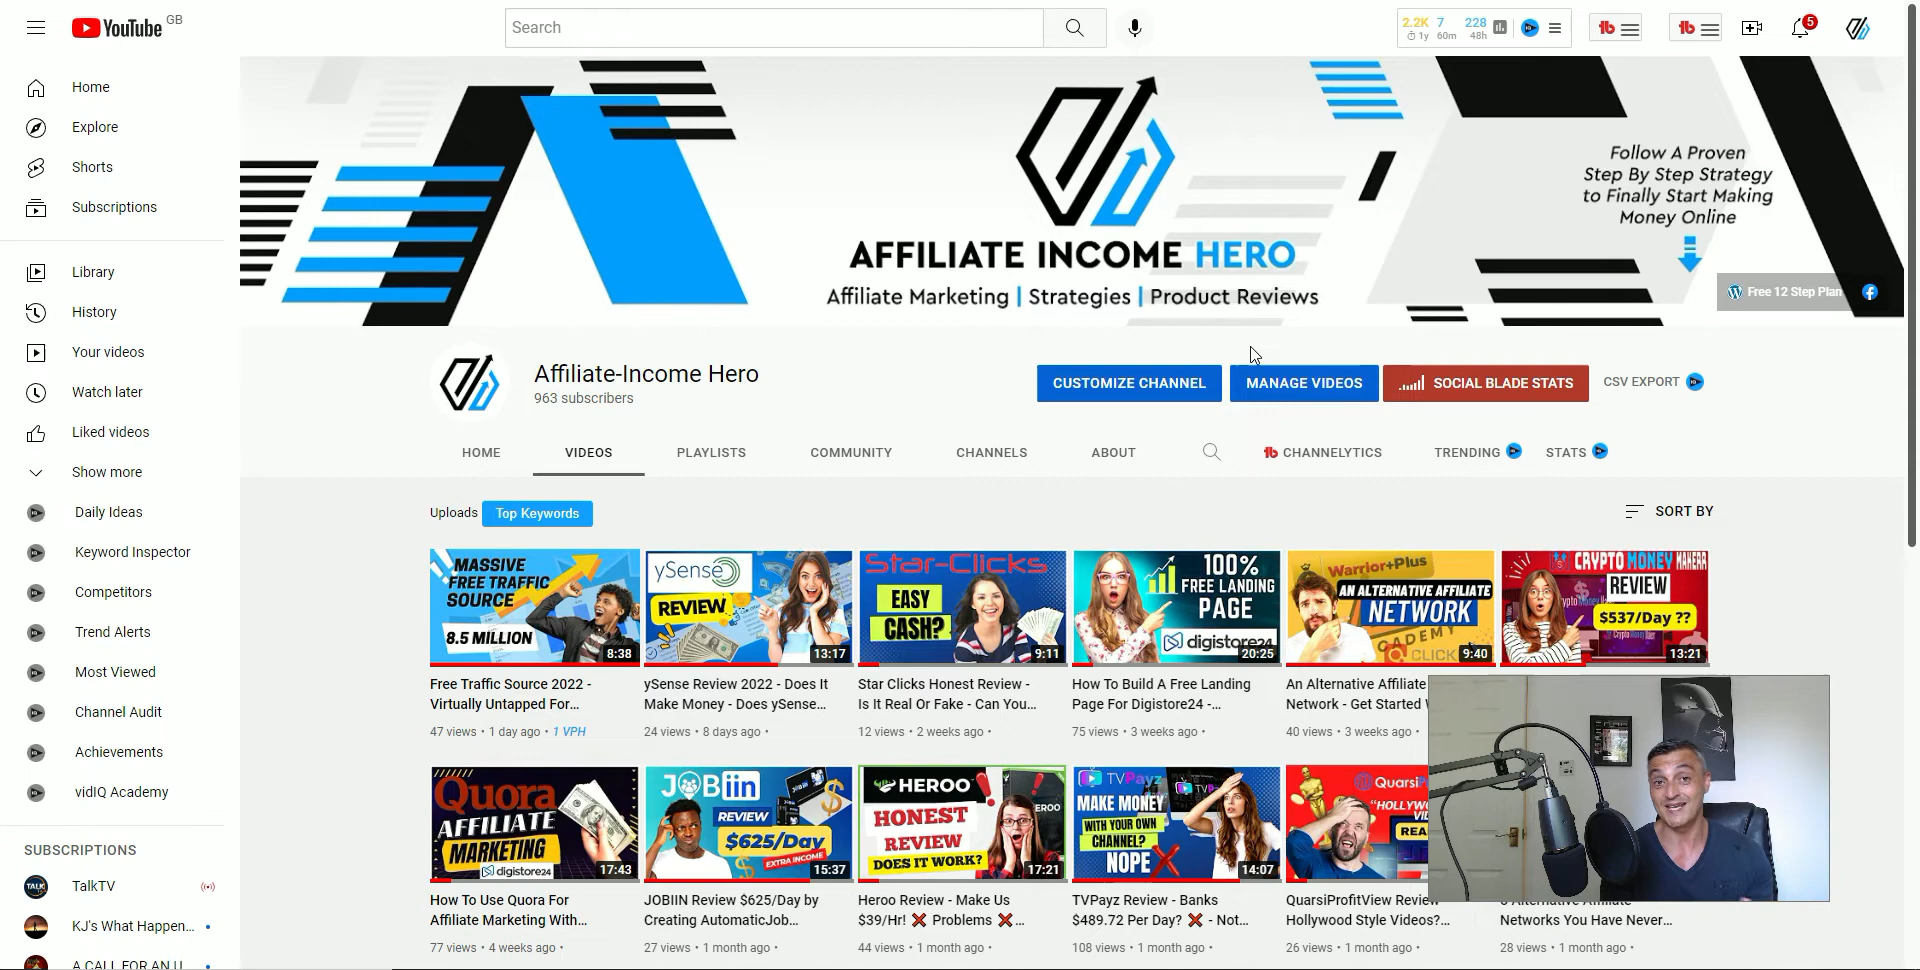 YouTube GB
Search
2.2K 7 228
1y 60m 48h
5
Home
Explore
Shorts
Subscriptions
Library
History
Your videos
Watch later
Liked videos
Show more
Daily Ideas
Keyword Inspector
Competitors
Trend Alerts
Most Viewed
Channel Audit
Achievements
vidIQ Academy
SUBSCRIPTIONS
TALK
TalkTV
KJ's What Happen...
A CALL FOR AN U
Follow A Proven
Step By Step Strategy
to Finally Start Making
Money Online
AFFILIATE INCOME HERO
Affiliate Marketing | Strategies | Product Reviews
Free 12 Step Plan
Affiliate-Income Hero
963 subscribers
CUSTOMIZE CHANNEL
MANAGE VIDEOS
SOCIAL BLADE STATS
CSV EXPORT
HOME VIDEOS PLAYLISTS COMMUNITY CHANNELS ABOUT CHANNELYTICS TRENDING STATS
Uploads Top Keywords
SORT BY
MASSIVE
FREE TRAFFIC
SOURCE
8.5 MILLION
8:38
Free Traffic Source 2022 -
Virtually Untapped For...
47 views • 1 day ago • 1 VPH
ySense
REVIEW
13:17
ySense Review 2022 - Does It
Make Money - Does ySense...
24 views • 8 days ago •
Star-Clicks
EASY
CASH?
9:11
Star Clicks Honest Review -
Is It Real Or Fake - Can You...
12 views • 2 weeks ago •
100%
FREE LANDING
PAGE
digistore24
20:25
How To Build A Free Landing
Page For Digistore24 -...
75 views • 3 weeks ago •
Warrior+Plus
AN ALTERNATIVE AFFILIATE
NETWORK
ACADEMY
CLICK
9:40
An Alternative Affiliate
Network - Get Started
40 views • 3 weeks ago •
CRYPTO MONEY MAKERR
REVIEW
$537/Day ??
13:21
Quora
AFFILIATE
MARKETING
digistore24
17:43
How To Use Quora For
Affiliate Marketing With...
77 views • 4 weeks ago •
JOBiin
REVIEW
$625/Day
EXTRA INCOME
15:37
JOBIIN Review $625/Day by
Creating AutomaticJob...
27 views • 1 month ago •
HEROO
HONEST
REVIEW
DOES IT WORK?
17:21
Heroo Review - Make Us
$39/Hr! ❌ Problems ❌...
44 views • 1 month ago •
TVPayz
MAKE MONEY
WITH YOUR OWN
CHANNEL?
NOPE
14:07
TVPayz Review - Banks
$489.72 Per Day? ❌ - Not...
108 views • 1 month ago •
QuarsiProfitView Review
Hollywood Style Videos?...
26 views • 1 month ago •
Networks You Have Never...
28 views • 1 month ago •